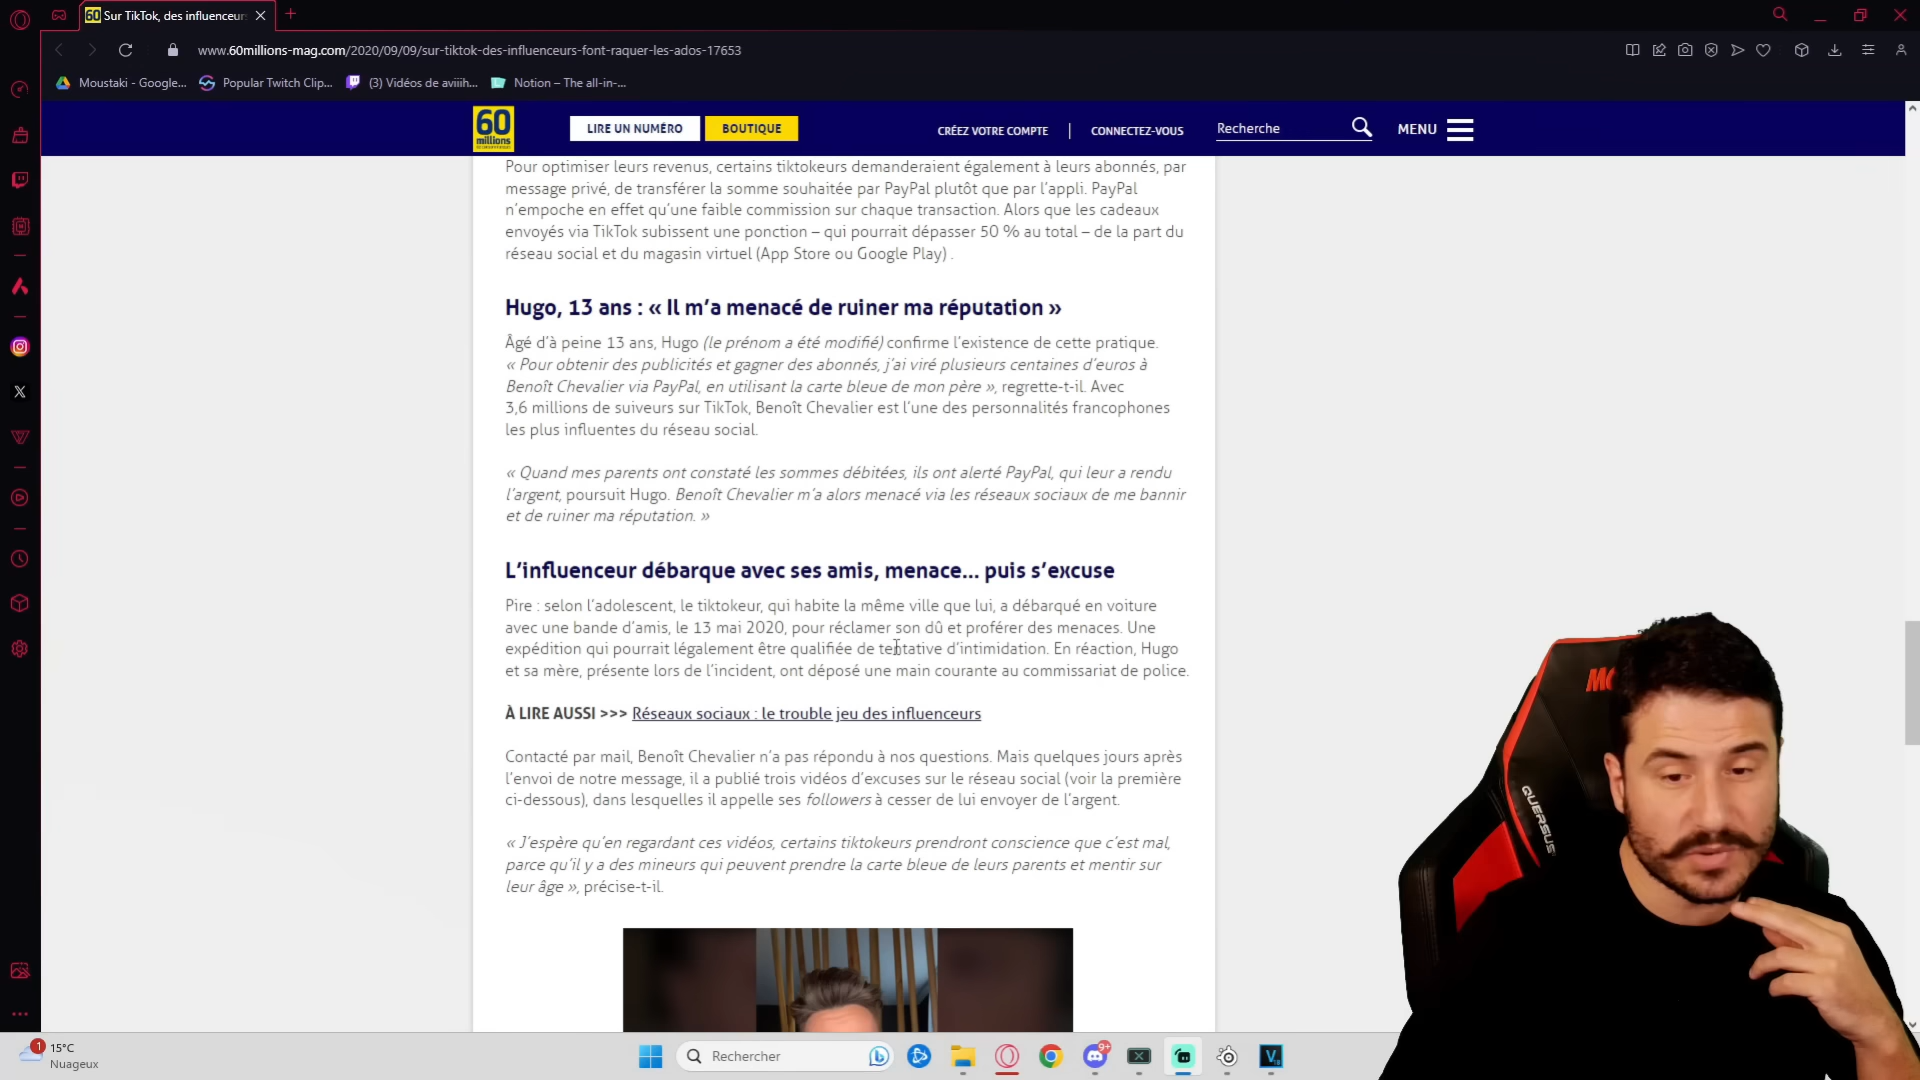 Sur TikTok, des influenceur
www.60millions-mag.com/2020/09/09/sur-tiktok-des-influenceurs-font-raquer-les-ados-17653
Moustaki - Google...
Popular Twitch Clip...
(3) Vidéos de aviiih...
Notion – The all-in-...
60
millions
LIRE UN NUMÉRO
BOUTIQUE
CRÉEZ VOTRE COMPTE
CONNECTEZ-VOUS
Recherche
MENU
Pour optimiser leurs revenus, certains tiktokeurs demanderaient également à leurs abonnés, par
message privé, de transférer la somme souhaitée par PayPal plutôt que par l'appli. PayPal
n'empoche en effet qu'une faible commission sur chaque transaction. Alors que les cadeaux
envoyés via TikTok subissent une ponction – qui pourrait dépasser 50 % au total – de la part du
réseau social et du magasin virtuel (App Store ou Google Play) .
Hugo, 13 ans : « Il m'a menacé de ruiner ma réputation »
Âgé d'à peine 13 ans, Hugo (le prénom a été modifié) confirme l'existence de cette pratique.
« Pour obtenir des publicités et gagner des abonnés, j'ai viré plusieurs centaines d'euros à
Benoît Chevalier via PayPal, en utilisant la carte bleue de mon père », regrette-t-il. Avec
3,6 millions de suiveurs sur TikTok, Benoît Chevalier est l'une des personnalités francophones
les plus influentes du réseau social.
« Quand mes parents ont constaté les sommes débitées, ils ont alerté PayPal, qui leur a rendu
l'argent, poursuit Hugo. Benoît Chevalier m'a alors menacé via les réseaux sociaux de me bannir
et de ruiner ma réputation. »
L'influenceur débarque avec ses amis, menace... puis s'excuse
Pire : selon l'adolescent, le tiktokeur, qui habite la même ville que lui, a débarqué en voiture
avec une bande d'amis, le 13 mai 2020, pour réclamer son dû et proférer des menaces. Une
expédition qui pourrait légalement être qualifiée de tentative d'intimidation. En réaction, Hugo
et sa mère, présente lors de l'incident, ont déposé une main courante au commissariat de police.
À LIRE AUSSI >>> Réseaux sociaux : le trouble jeu des influenceurs
Contacté par mail, Benoît Chevalier n'a pas répondu à nos questions. Mais quelques jours après
l'envoi de notre message, il a publié trois vidéos d'excuses sur le réseau social (voir la première
ci-dessous), dans lesquelles il appelle ses followers à cesser de lui envoyer de l'argent.
« J'espère qu'en regardant ces vidéos, certains tiktokeurs prendront conscience que c'est mal,
parce qu'il y a des mineurs qui peuvent prendre la carte bleue de leurs parents et mentir sur
leur âge », précise-t-il.
QUERSUS
1
15°C
Nuageux
Rechercher
9+